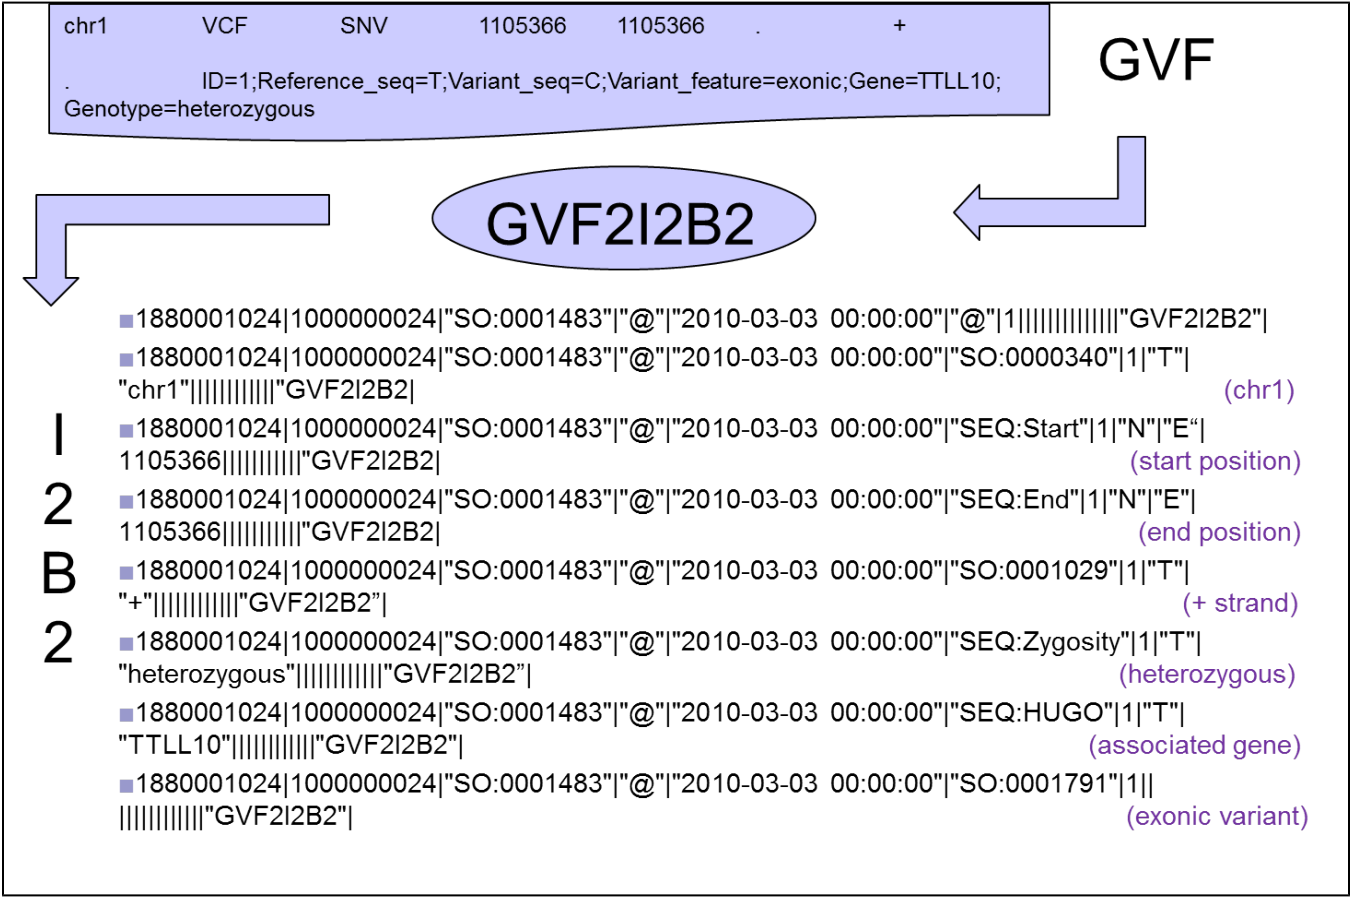 chr1 VCF SNV 1105366 1105366 . +
. ID=1;Reference_seq=T;Variant_seq=C;Variant_feature=exonic;Gene=TTLL10;
Genotype=heterozygous
GVF
GVF2I2B2
I
2
B
2
■1880001024|1000000024|"SO:0001483"|"@"|"2010-03-03 00:00:00"|"@"|1||||||||||||||"GVF2I2B2"|
■1880001024|1000000024|"SO:0001483"|"@"|"2010-03-03 00:00:00"|"SO:0000340"|1|"T"|
"chr1"||||||||||||"GVF2I2B2| (chr1)
■1880001024|1000000024|"SO:0001483"|"@"|"2010-03-03 00:00:00"|"SEQ:Start"|1|"N"|"E“|
1105366|||||||||||"GVF2I2B2| (start position)
■1880001024|1000000024|"SO:0001483"|"@"|"2010-03-03 00:00:00"|"SEQ:End"|1|"N"|"E"|
1105366|||||||||||"GVF2I2B2| (end position)
■1880001024|1000000024|"SO:0001483"|"@"|"2010-03-03 00:00:00"|"SO:0001029"|1|"T"|
"+"||||||||||||"GVF2I2B2”| (+ strand)
■1880001024|1000000024|"SO:0001483"|"@"|"2010-03-03 00:00:00"|"SEQ:Zygosity"|1|"T"|
"heterozygous"||||||||||||"GVF2I2B2”| (heterozygous)
■1880001024|1000000024|"SO:0001483"|"@"|"2010-03-03 00:00:00"|"SEQ:HUGO"|1|"T"|
"TTLL10"||||||||||||"GVF2I2B2"| (associated gene)
■1880001024|1000000024|"SO:0001483"|"@"|"2010-03-03 00:00:00"|"SO:0001791"|1||
||||||||||||"GVF2I2B2"| (exonic variant)